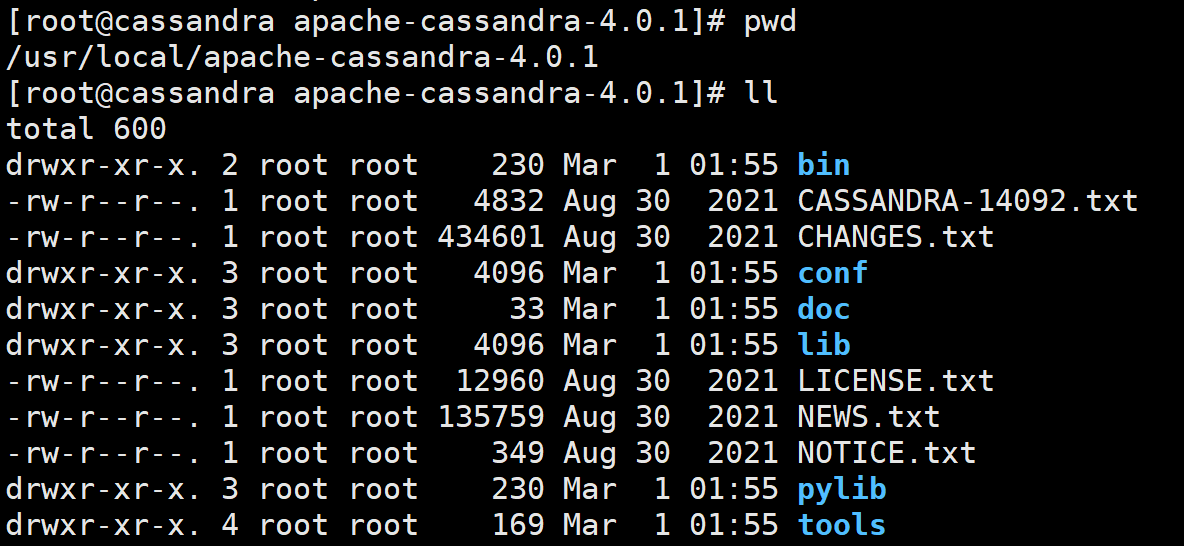 [root@cassandra apache-cassandra-4.0.1]# pwd
/usr/local/apache-cassandra-4.0.1
[root@cassandra apache-cassandra-4.0.1]# ll
total 600
drwxr-xr-x. 2 root root    230 Mar  1 01:55 bin
-rw-r--r--. 1 root root   4832 Aug 30  2021 CASSANDRA-14092.txt
-rw-r--r--. 1 root root 434601 Aug 30  2021 CHANGES.txt
drwxr-xr-x. 3 root root   4096 Mar  1 01:55 conf
drwxr-xr-x. 3 root root     33 Mar  1 01:55 doc
drwxr-xr-x. 3 root root   4096 Mar  1 01:55 lib
-rw-r--r--. 1 root root  12960 Aug 30  2021 LICENSE.txt
-rw-r--r--. 1 root root 135759 Aug 30  2021 NEWS.txt
-rw-r--r--. 1 root root    349 Aug 30  2021 NOTICE.txt
drwxr-xr-x. 3 root root    230 Mar  1 01:55 pylib
drwxr-xr-x. 4 root root    169 Mar  1 01:55 tools